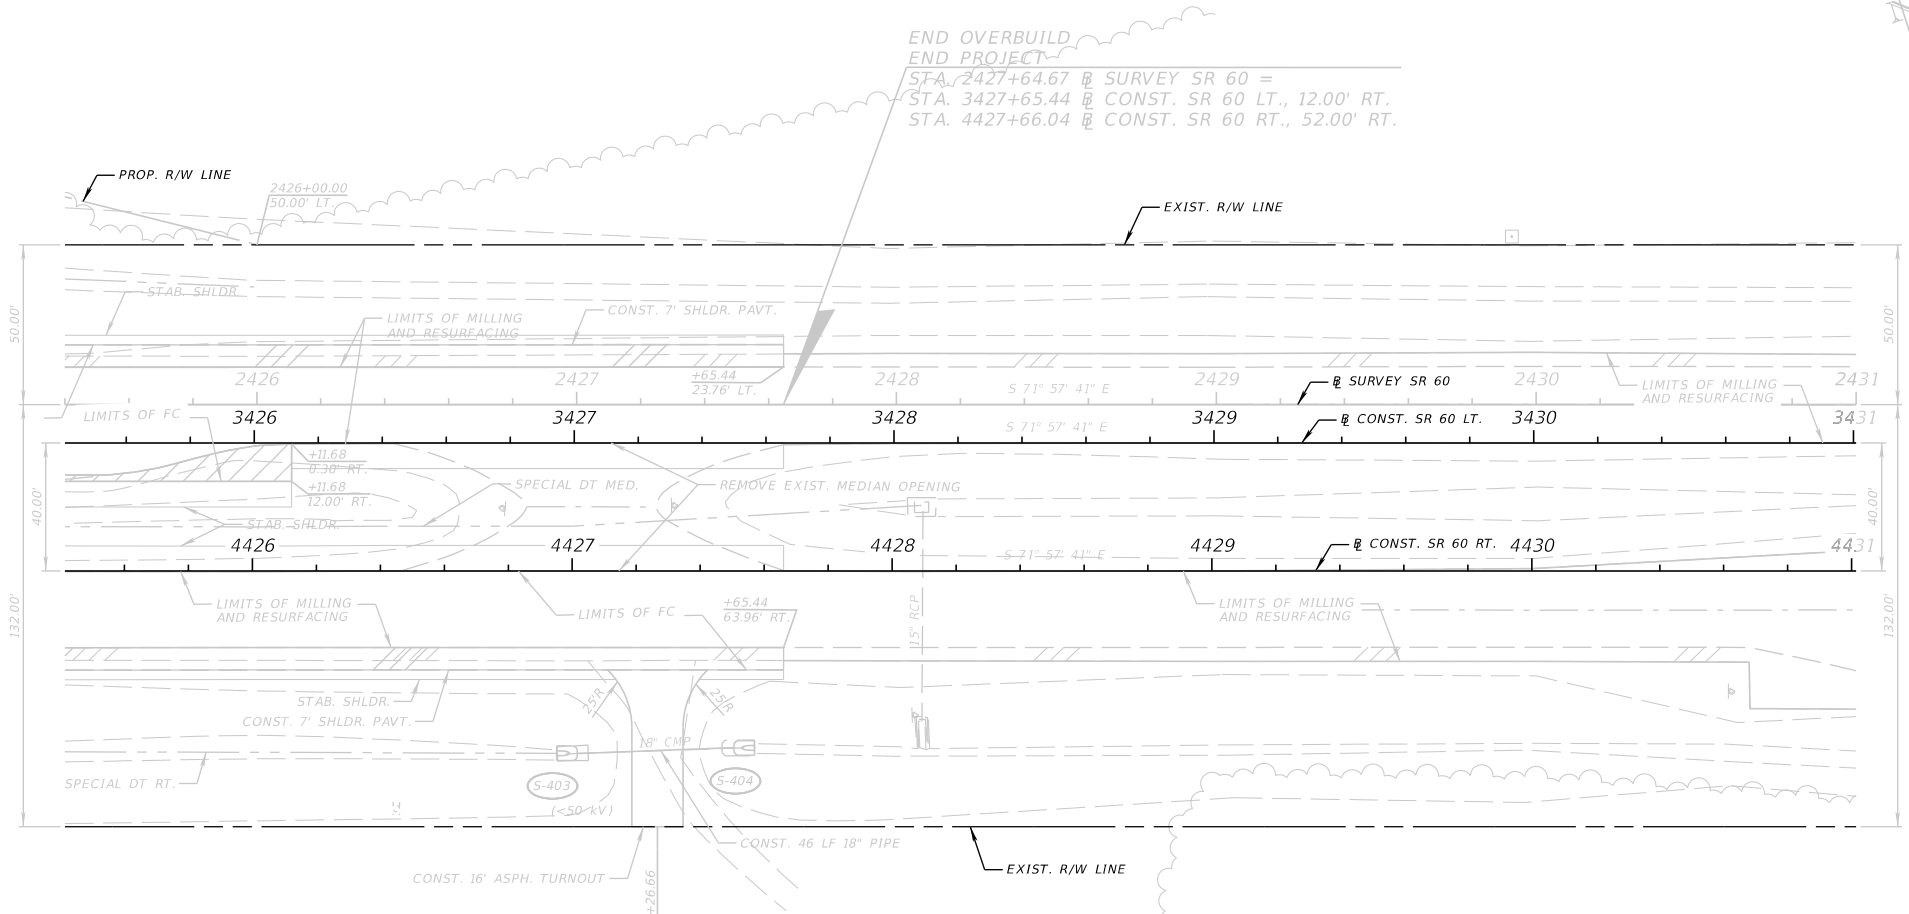 END OVERBUILD
END PROJECT
STA. 2427+64.67 BL SURVEY SR 60 =
STA. 3427+65.44 BL CONST. SR 60 LT., 12.00' RT.
STA. 4427+66.04 BL CONST. SR 60 RT., 52.00' RT.
PROP. R/W LINE
2426+00.00
50.00' LT.
EXIST. R/W LINE
50.00'
50.00'
STAB. SHLDR.
CONST. 7' SHLDR. PAVT.
LIMITS OF MILLING
AND RESURFACING
2426
2427
+65.44
23.76' LT.
2428
S 71° 57' 41" E
2429
BL SURVEY SR 60
2430
LIMITS OF MILLING
AND RESURFACING
2431
LIMITS OF FC
3426
3427
3428
S 71° 57' 41" E
3429
BL CONST. SR 60 LT.
3430
3431
+11.68
0.30' RT.
+11.68
12.00' RT.
SPECIAL DT MED.
REMOVE EXIST. MEDIAN OPENING
40.00'
40.00'
STAB. SHLDR.
4426
4427
4428
S 71° 57' 41" E
4429
BL CONST. SR 60 RT.
4430
4431
132.00'
132.00'
LIMITS OF MILLING
AND RESURFACING
LIMITS OF FC
+65.44
63.96' RT.
15" RCP
LIMITS OF MILLING
AND RESURFACING
STAB. SHLDR.
CONST. 7' SHLDR. PAVT.
25'R
25'R
18" CMP
SPECIAL DT RT.
S-403
S-404
(<50 kV)
CONST. 46 LF 18" PIPE
CONST. 16' ASPH. TURNOUT
+26.66
EXIST. R/W LINE